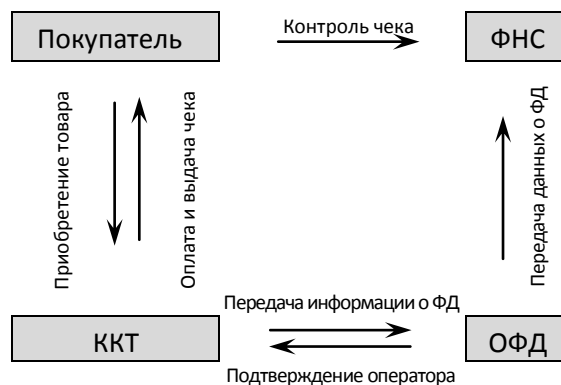 Покупатель
Контроль чека
ФНС
Приобретение товара
Оплата и выдача чека
Передача данных о ФД
Передача информации о ФД
ККТ
ОФД
Подтверждение оператора